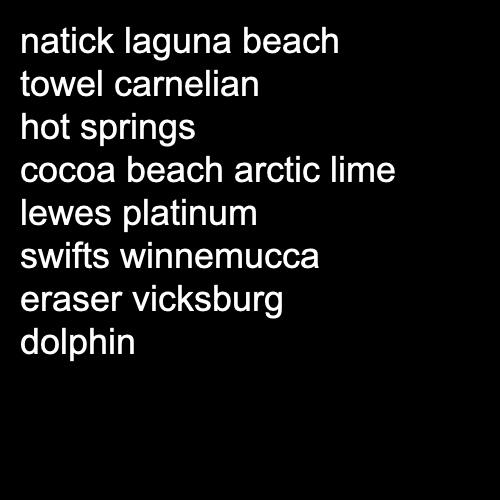 natick laguna beach
towel carnelian
hot springs
cocoa beach arctic lime
lewes platinum
swifts winnemucca
eraser vicksburg
dolphin